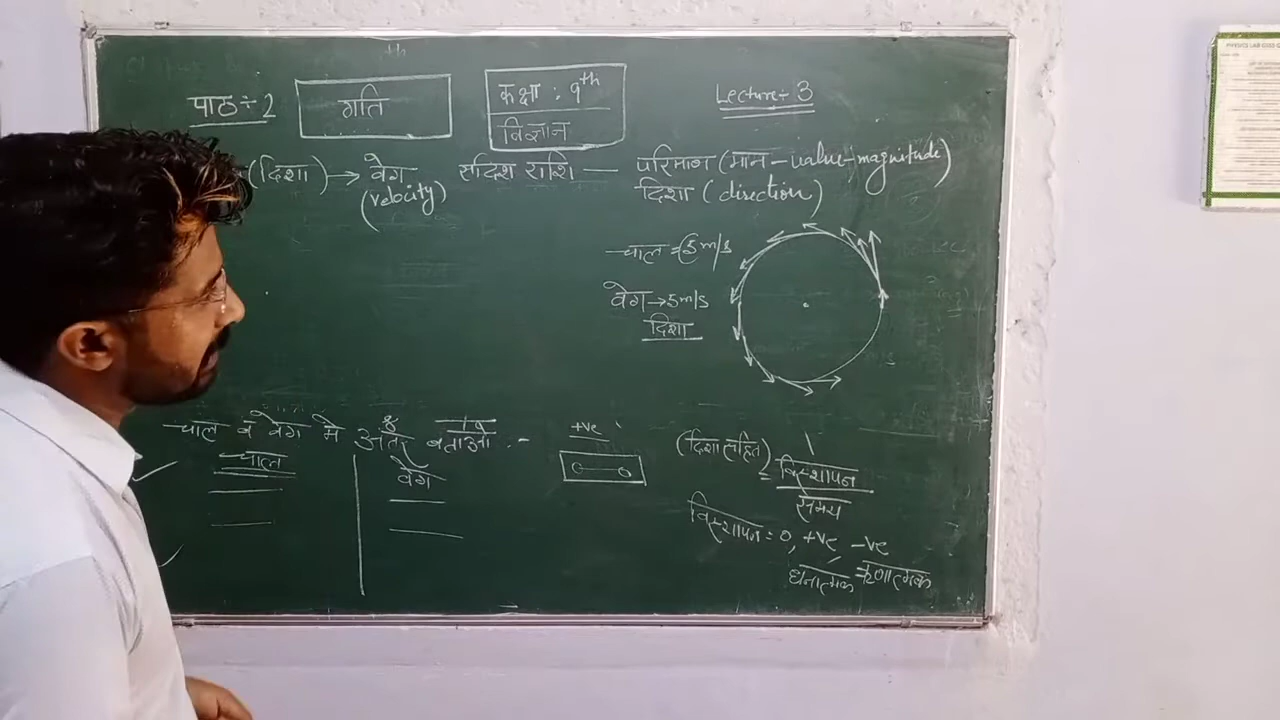 पाठ ÷ 2
गति
कक्षा : 9th
विज्ञान
Lecture ÷ 3
(दिशा) → वेग
(velocity)
सदिश राशि — परिमाण (मान - value - magnitude)
दिशा (direction)
चाल = 5 m/s
वेग → 5 m/s
दिशा
चाल व वेग में अंतर बताओ :-
चाल
वेग
+ve
(दिशा सहित)
= विस्थापन
समय
विस्थापन = 0, +ve, -ve
धनात्मक ऋणात्मक